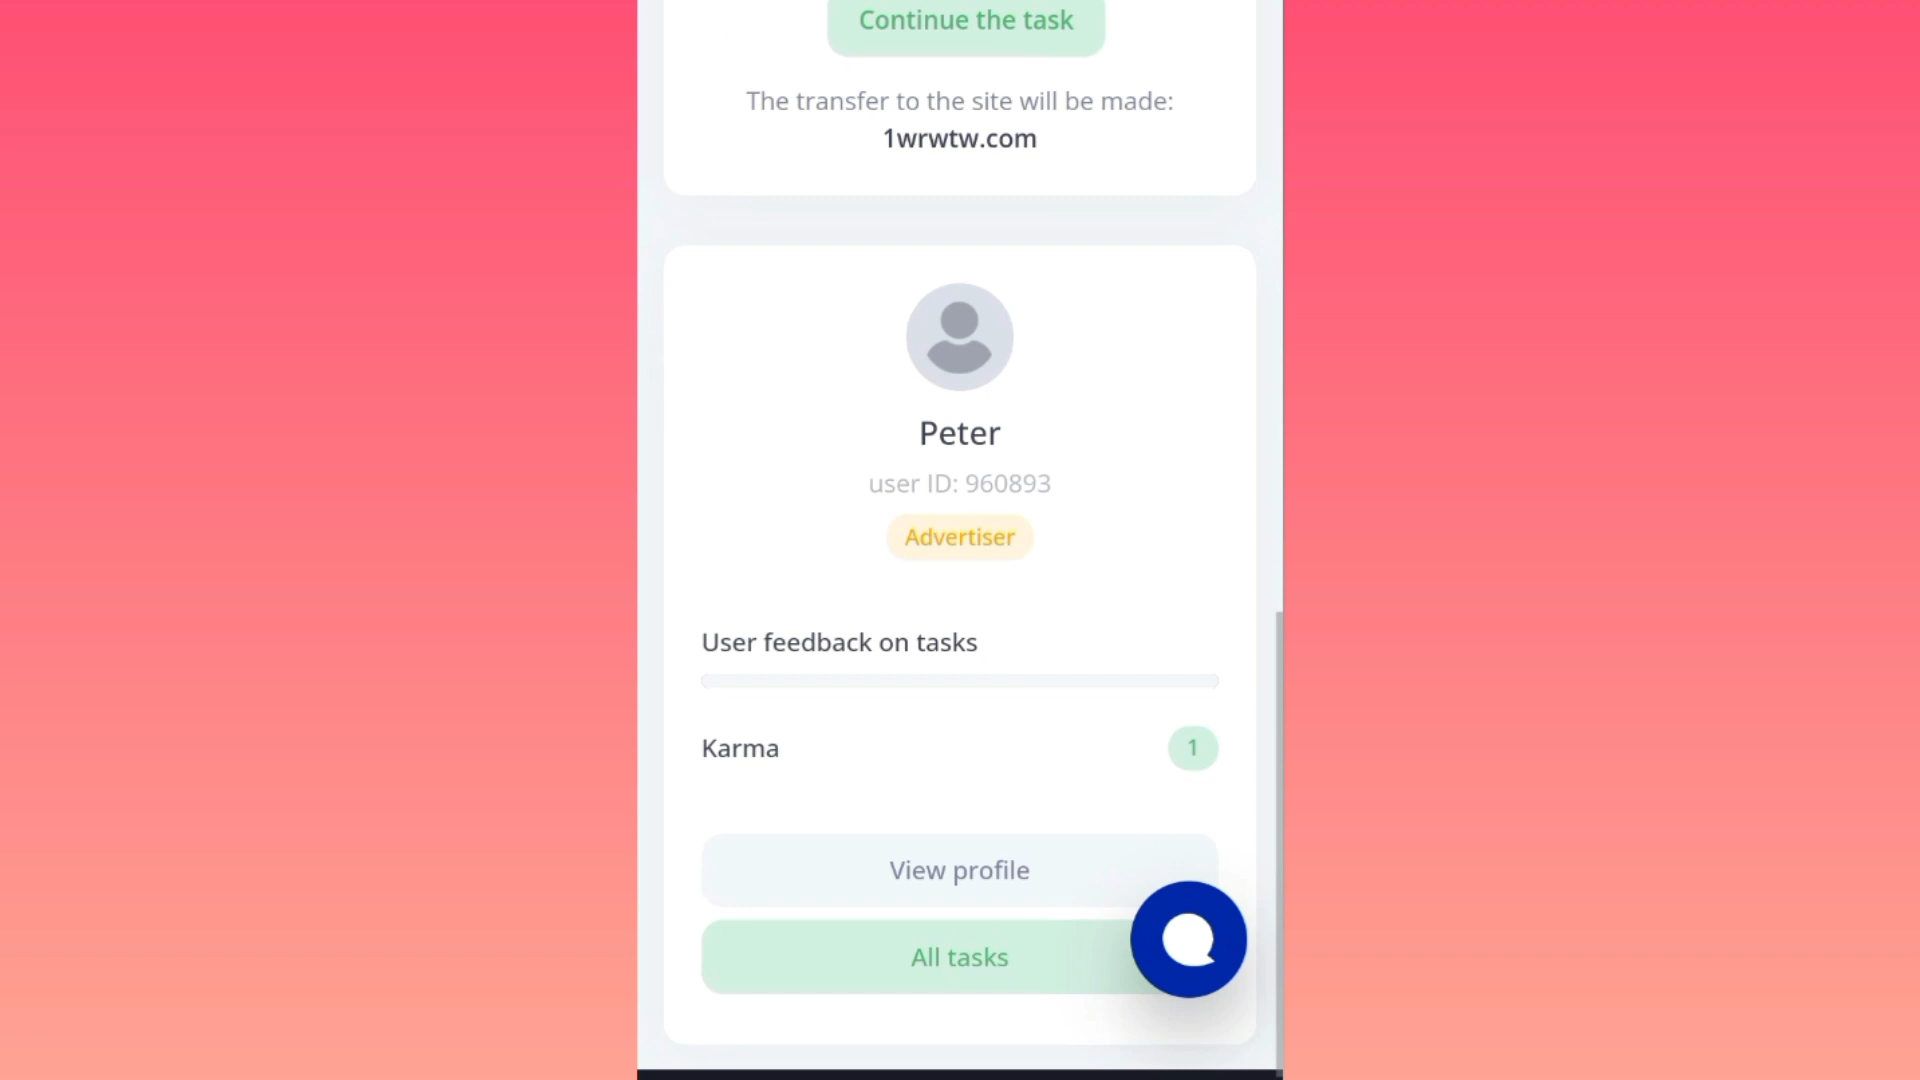 Continue the task
The transfer to the site will be made:
1wrwtw.com
Peter
user ID: 960893
Advertiser
User feedback on tasks
Karma
1
View profile
All tasks